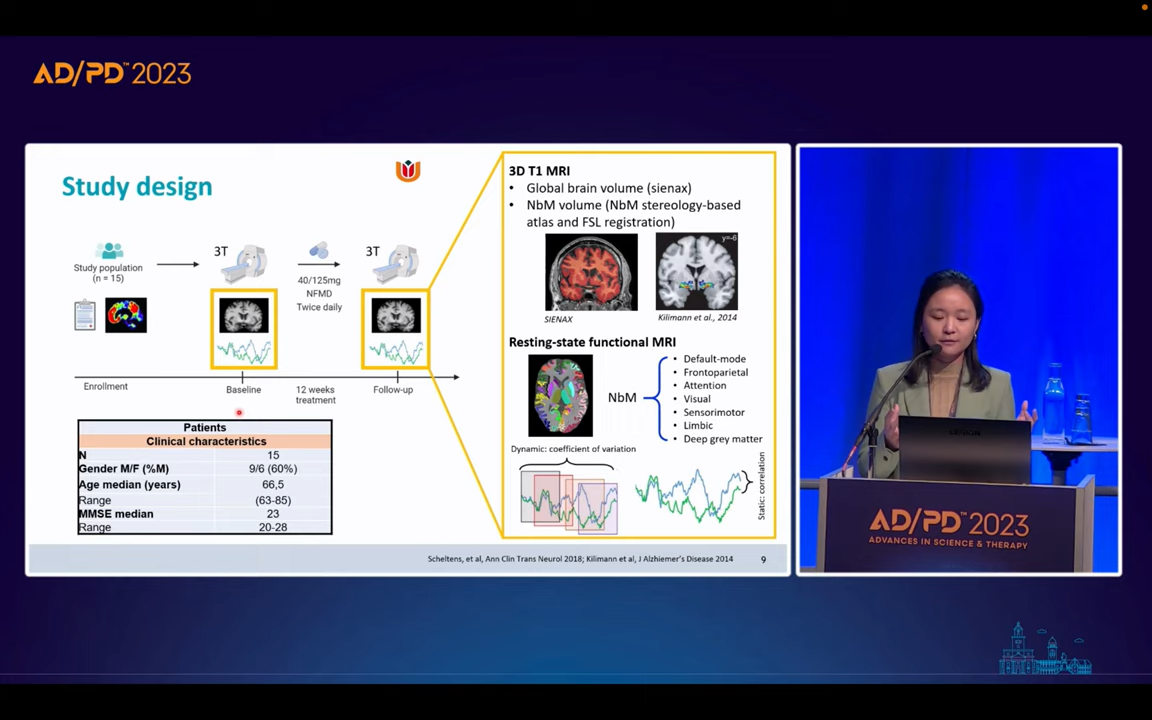 AD/PD™ 2023
Study design
Study population
(n = 15)
3T
40/125mg
NFMD
Twice daily
3T
Enrollment
Baseline
12 weeks
treatment
Follow-up
Patients
Clinical characteristics
N 15
Gender M/F (%M) 9/6 (60%)
Age median (years) 66,5
Range (63-85)
MMSE median 23
Range 20-28
3D T1 MRI
• Global brain volume (sienax)
• NbM volume (NbM stereology-based
atlas and FSL registration)
y=-6
SIENAX
Kilimann et al., 2014
Resting-state functional MRI
NbM
• Default-mode
• Frontoparietal
• Attention
• Visual
• Sensorimotor
• Limbic
• Deep grey matter
Dynamic: coefficient of variation
Static: correlation
Scheltens, et al, Ann Clin Trans Neurol 2018; Kilimann et al, J Alzhiemer's Disease 2014
9
AD/PD™ 2023
ADVANCES IN SCIENCE & THERAPY